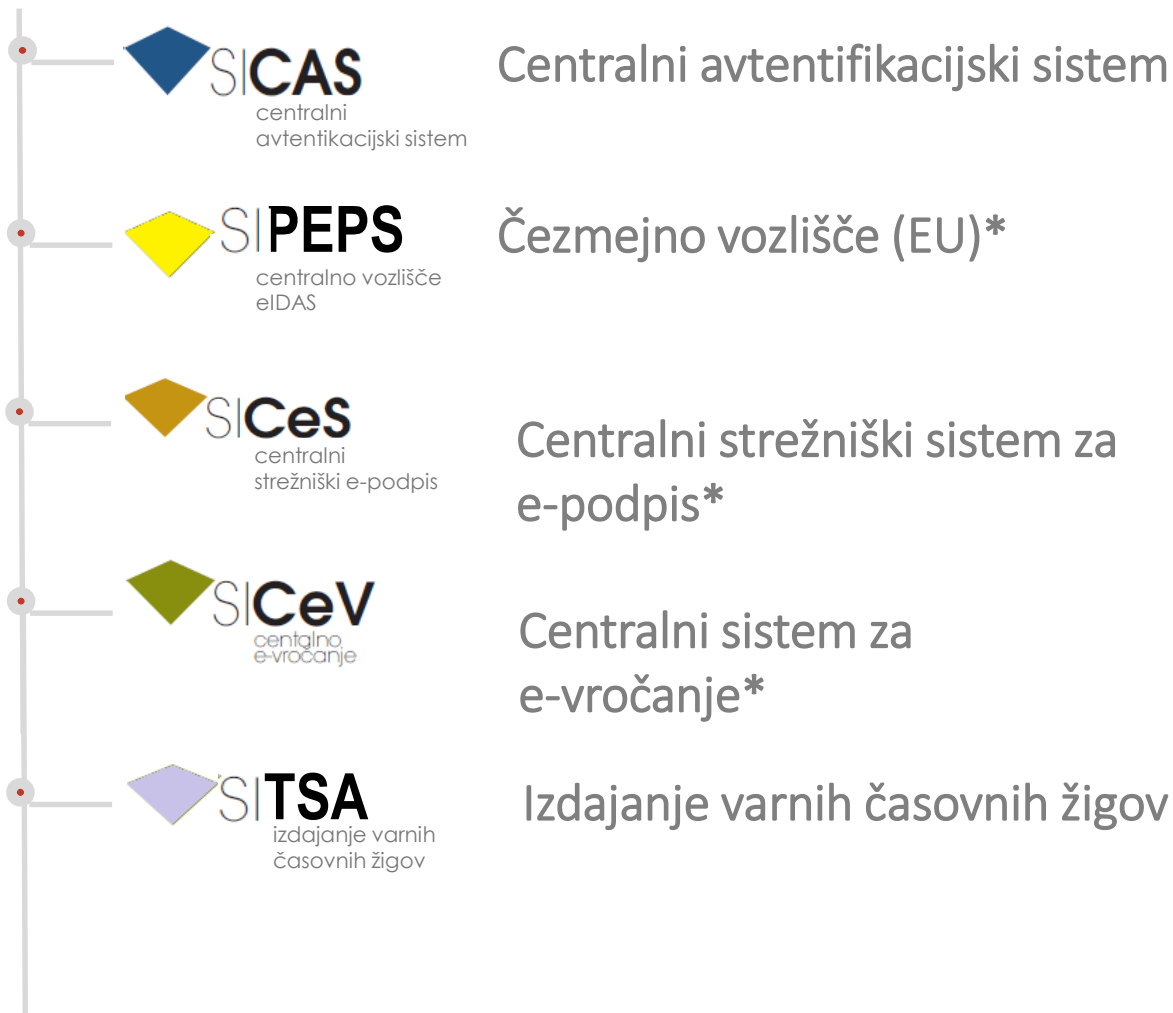 SICAS
centralni
avtentikacijski sistem
Centralni avtentifikacijski sistem
SIPEPS
centralno vozlišče
eIDAS
Čezmejno vozlišče (EU)*
SICeS
centralni
strežniški e-podpis
Centralni strežniški sistem za
e-podpis*
SICeV
centalno
e-vročanje
Centralni sistem za
e-vročanje*
SITSA
izdajanje varnih
časovnih žigov
Izdajanje varnih časovnih žigov